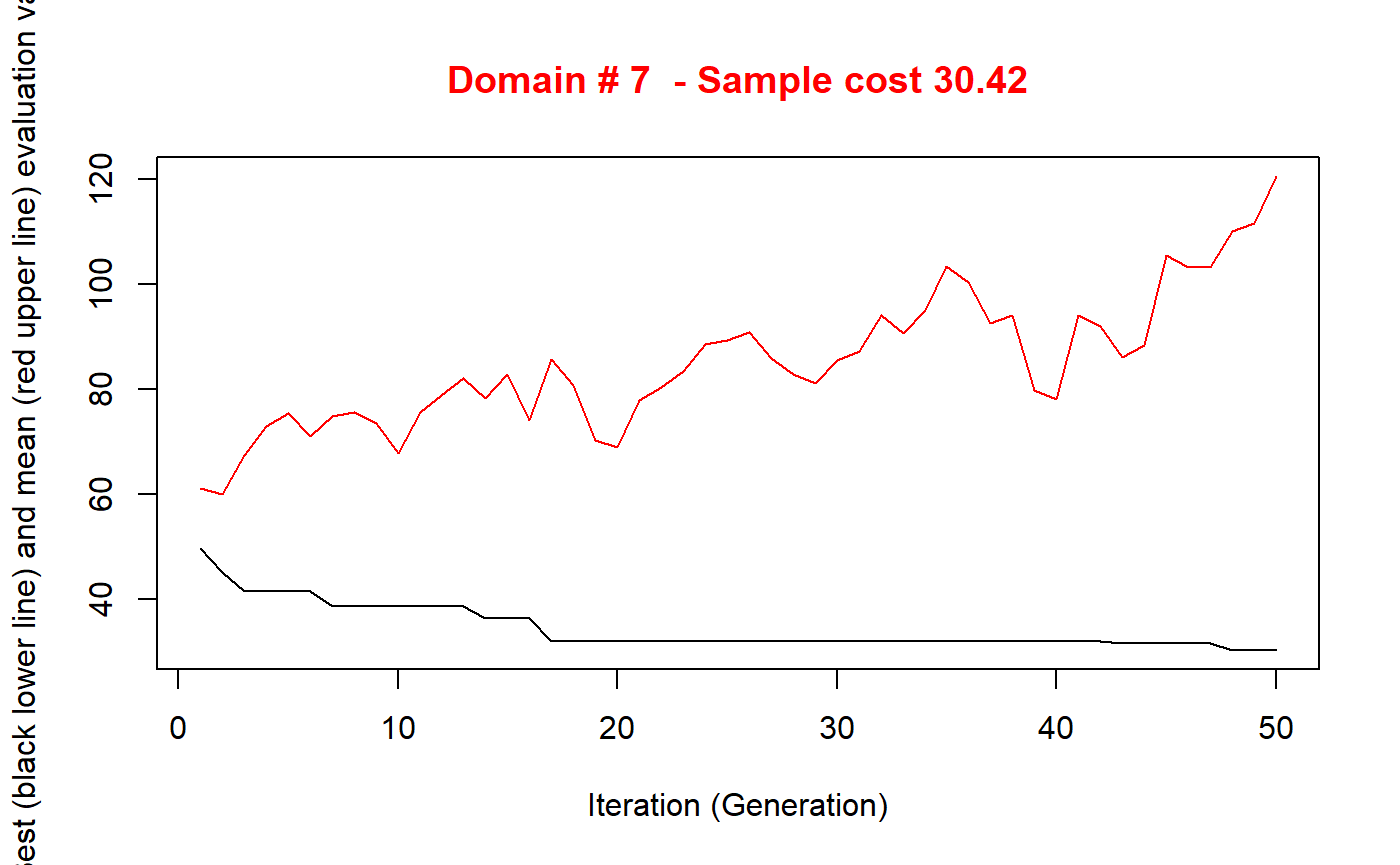 Domain # 7  - Sample cost 30.42
(black lower line) and mean (red upper line) evaluation
120
100
80
60
40
0 10 20 30 40 50
Iteration (Generation)